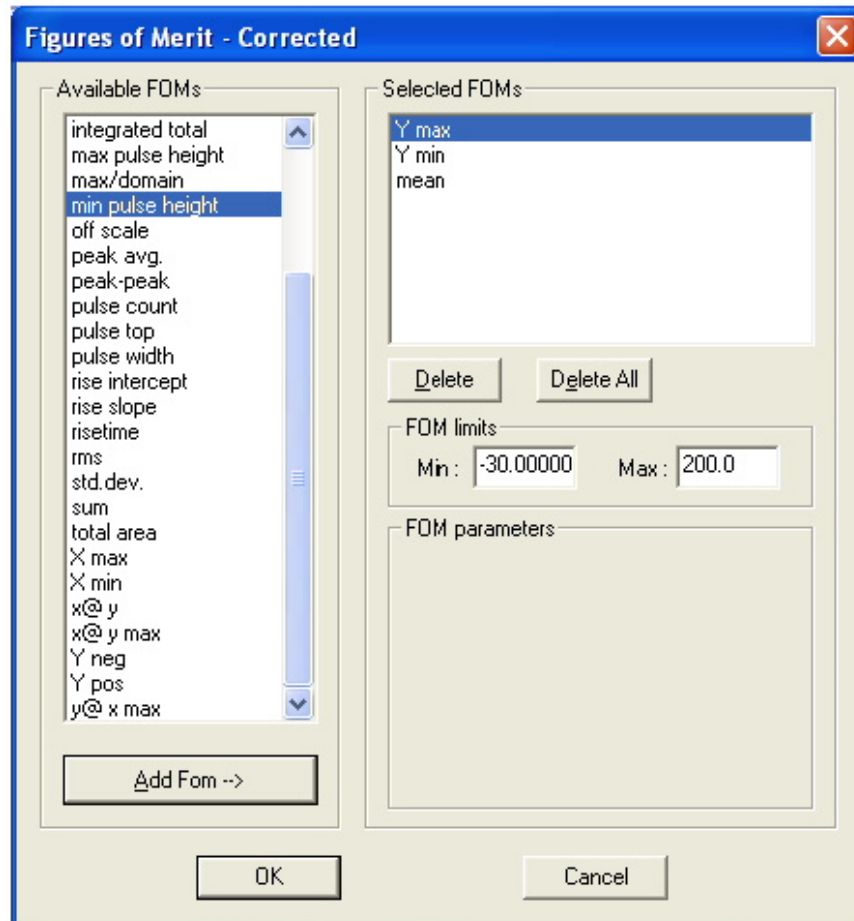 Figures of Merit - Corrected
Available FOMs
integrated total
max pulse height
max/domain
min pulse height
off scale
peak avg.
peak-peak
pulse count
pulse top
pulse width
rise intercept
rise slope
risetime
rms
std.dev.
sum
total area
X max
X min
x@ y
x@ y max
Y neg
Y pos
y@ x max
Add Fom -->
Selected FOMs
Y max
Y min
mean
Delete Delete All
FOM limits
Min : -30.00000 Max : 200.0
FOM parameters
OK Cancel